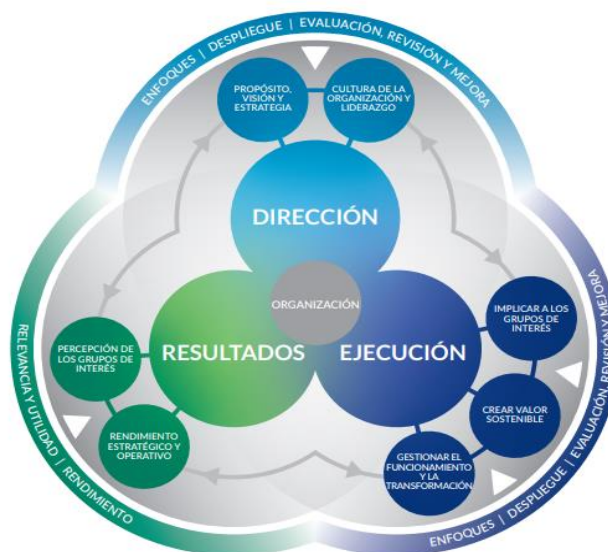 ENFOQUES | DESPLIEGUE | EVALUACIÓN, REVISIÓN Y MEJORA
PROPÓSITO,
VISIÓN Y
ESTRATEGIA
CULTURA DE LA
ORGANIZACIÓN Y
LIDERAZGO
DIRECCIÓN
ORGANIZACIÓN
RESULTADOS
EJECUCIÓN
PERCEPCIÓN DE
LOS GRUPOS DE
INTERÉS
RENDIMIENTO
ESTRATÉGICO Y
OPERATIVO
IMPLICAR A LOS
GRUPOS DE
INTERÉS
CREAR VALOR
SOSTENIBLE
GESTIONAR EL
FUNCIONAMIENTO
Y LA
TRANSFORMACIÓN
RELEVANCIA Y UTILIDAD | RENDIMIENTO
ENFOQUES | DESPLIEGUE | EVALUACIÓN, REVISIÓN Y MEJORA